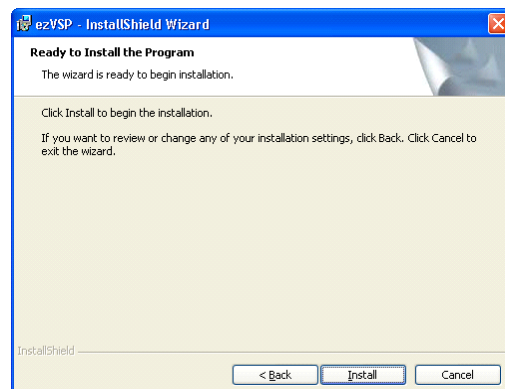 ezVSP - InstallShield Wizard
Ready to Install the Program
The wizard is ready to begin installation.
Click Install to begin the installation.
If you want to review or change any of your installation settings, click Back. Click Cancel to
exit the wizard.
InstallShield
< Back
Install
Cancel